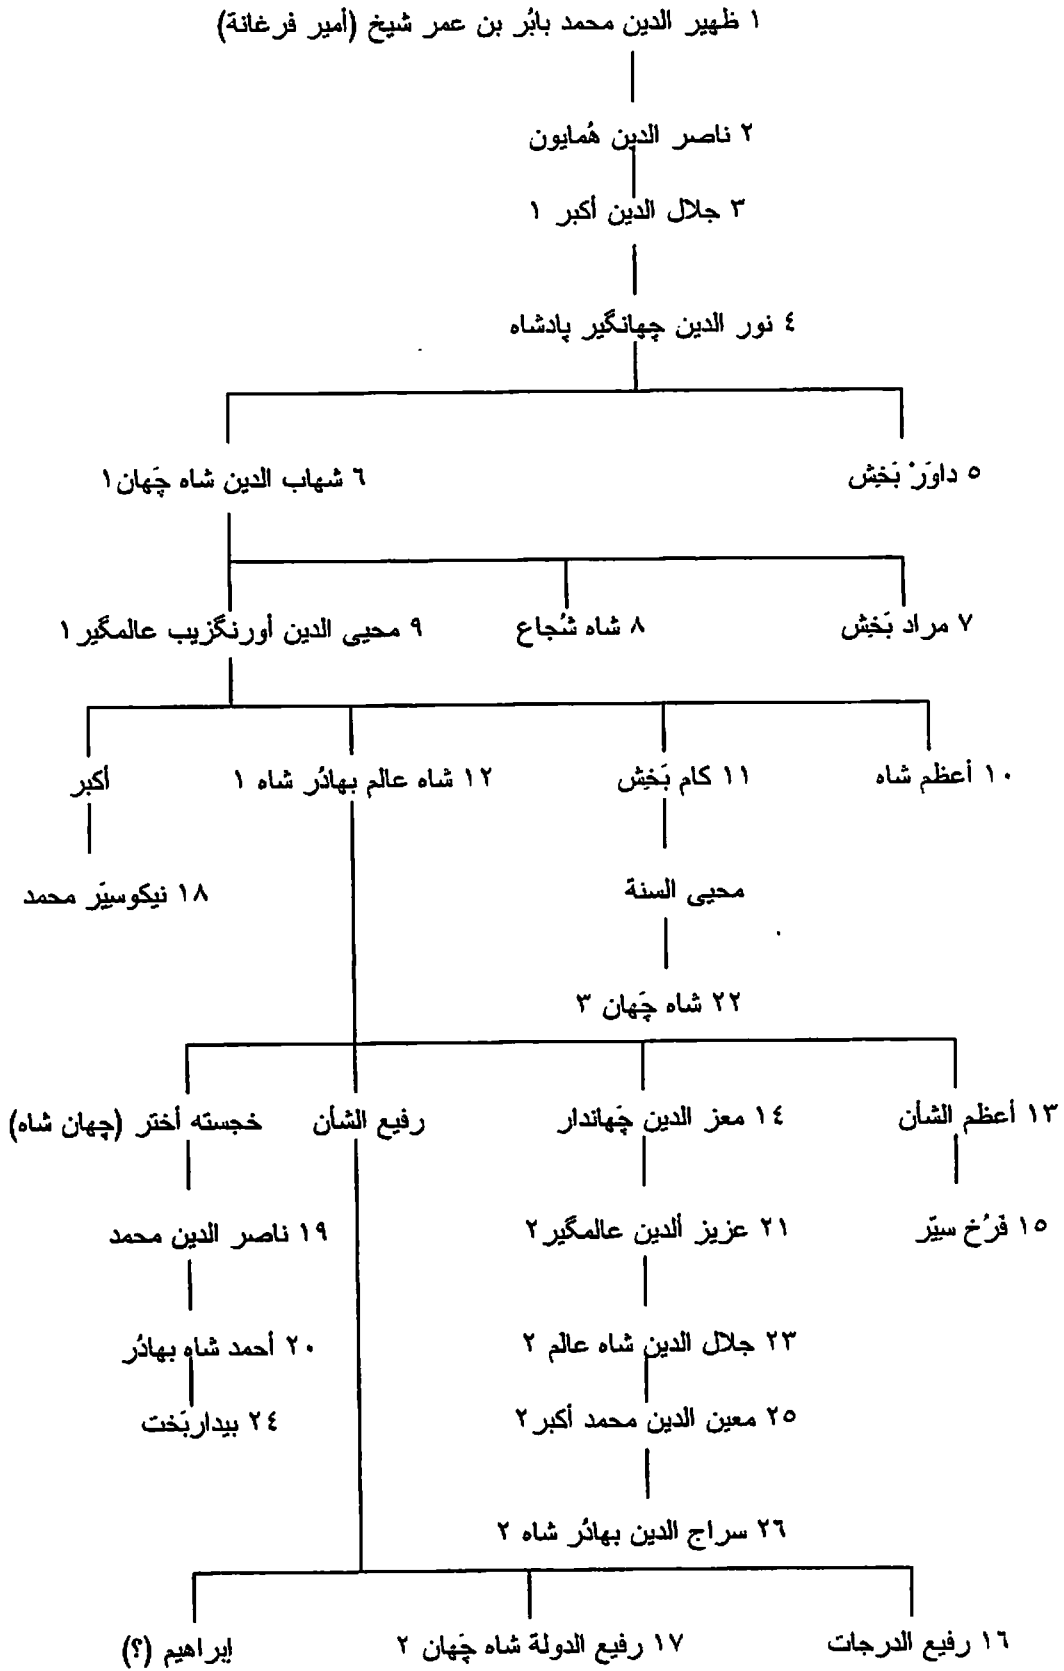 ١ ظهير الدين محمد بابُر بن عمر شيخ (أمير فرغانة)
٢ ناصر الدين هُمايون
٣ جلال الدين أكبر ١
٤ نور الدين چهانگير پادشاه
٥ داوَرْ بَخِش
٦ شهاب الدين شاه چَهان١
٧ مراد بَخِش
٨ شاه شُجاع
٩ محيى الدين أورنگزيب عالمگير١
١٠ أعظم شاه
١١ كام بَخِش
١٢ شاه عالم بهادُر شاه ١
أكبر
محيى السنة
١٨ نيكوسيَر محمد
٢٢ شاه چَهان ٣
١٣ أعظم الشأن
١٤ معز الدين چَهاندار
رفيع الشأن
خجسته أختر (چهان شاه)
١٥ فَرُخ سيَر
٢١ عزيز ألدين عالمگير٢
١٩ ناصر الدين محمد
٢٣ جلال الدين شاه عالم ٢
٢٠ أحمد شاه بهادُر
٢٥ معين الدين محمد أكبر٢
٢٤ بيداربَخت
٢٦ سراج الدين بهادُر شاه ٢
١٦ رفيع الدرجات
١٧ رفيع الدولة شاه چَهان ٢
إبراهيم (؟)